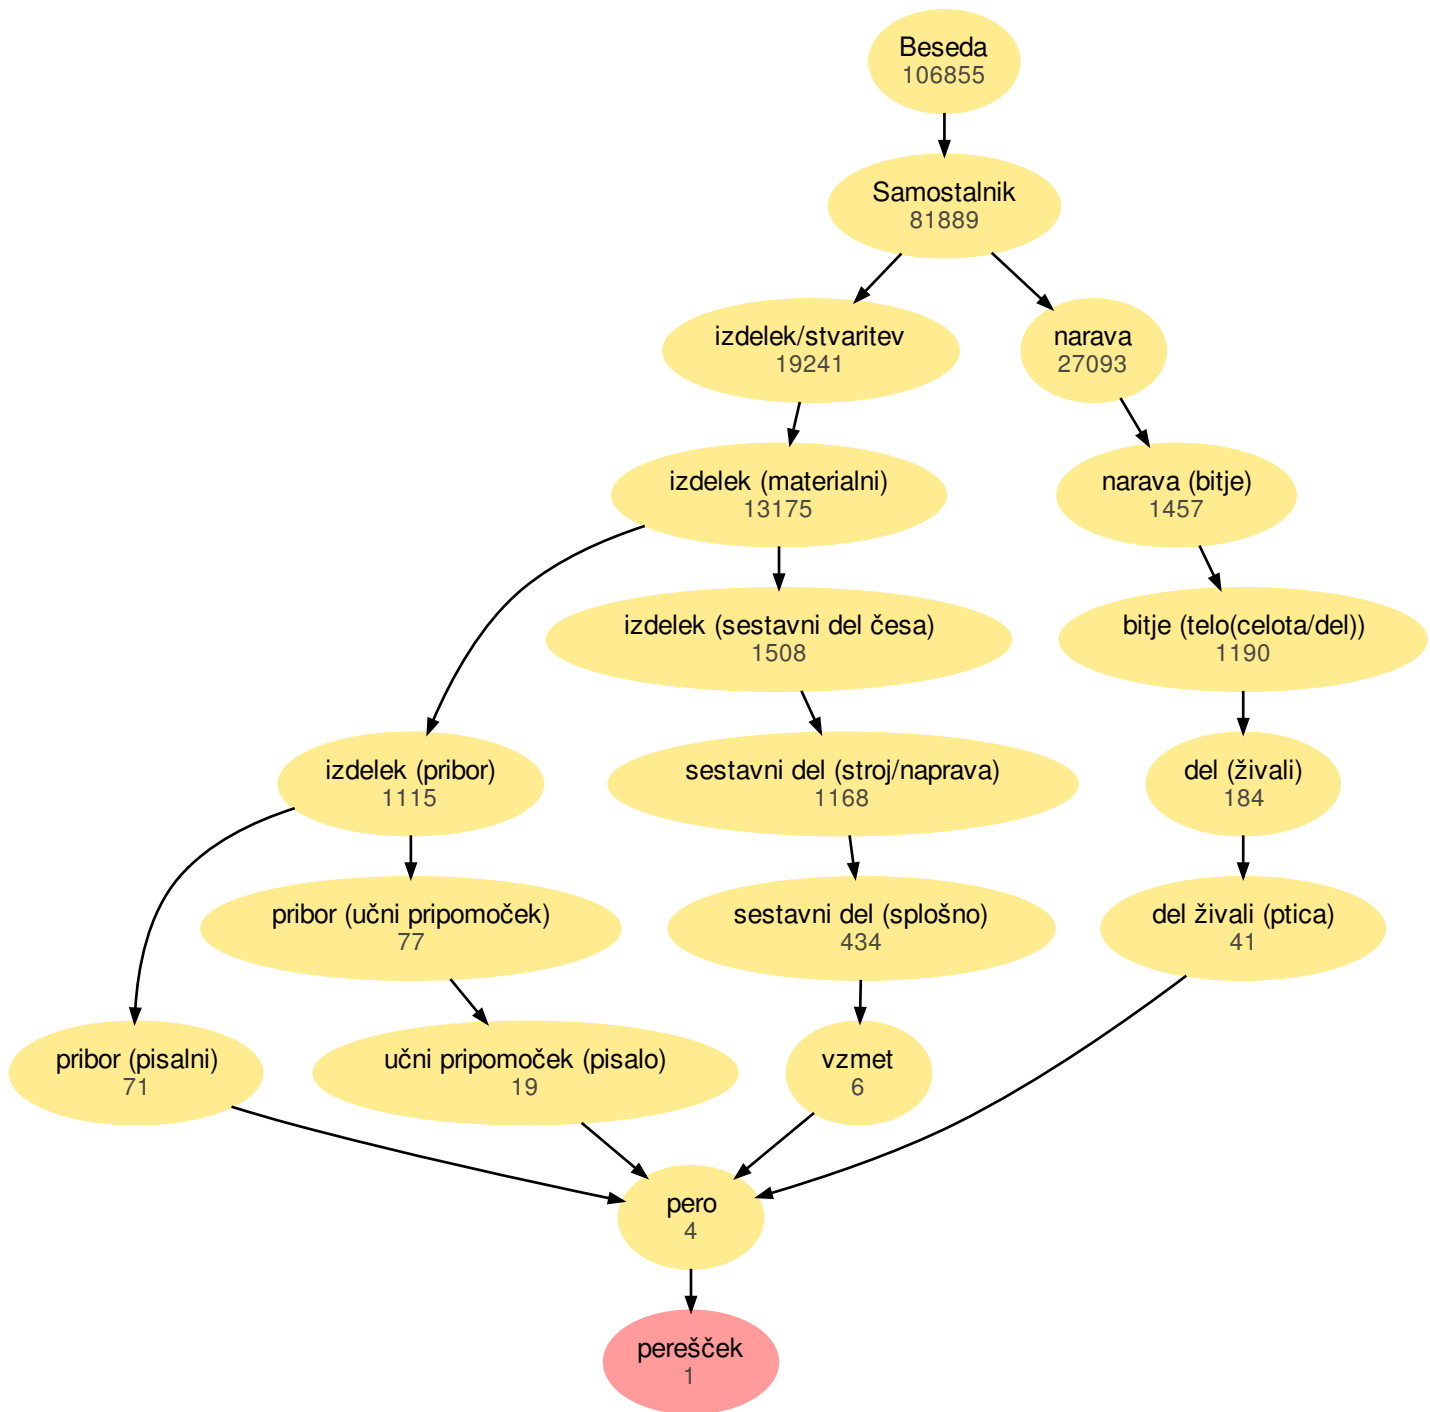 Beseda
106855
Samostalnik
81889
izdelek/stvaritev
19241
narava
27093
izdelek (materialni)
13175
narava (bitje)
1457
izdelek (sestavni del česa)
1508
bitje (telo(celota/del))
1190
izdelek (pribor)
1115
sestavni del (stroj/naprava)
1168
del (živali)
184
pribor (učni pripomoček)
77
sestavni del (splošno)
434
del živali (ptica)
41
pribor (pisalni)
71
učni pripomoček (pisalo)
19
vzmet
6
pero
4
perešček
1